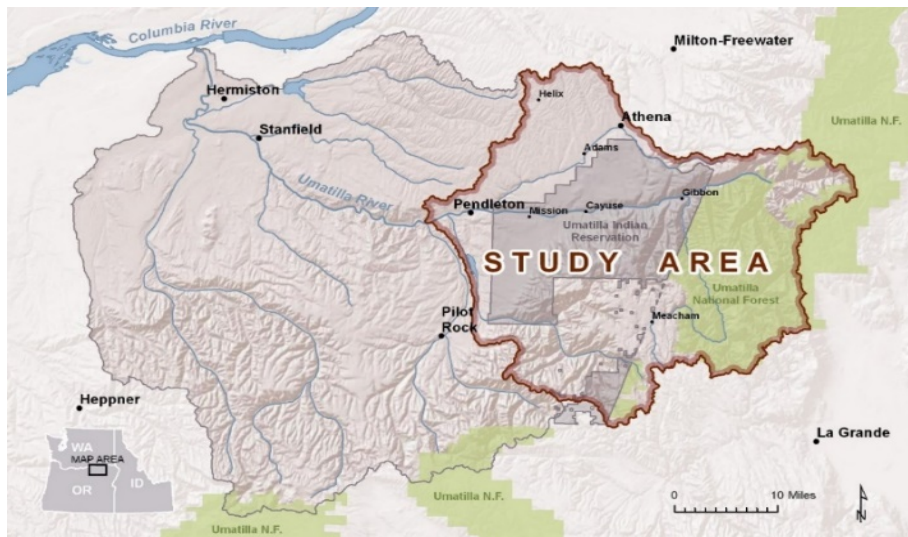 Columbia River
Milton-Freewater
Hermiston
Helix
Stanfield
Athena
Umatilla N.F.
Adams
Umatilla River
Gibbon
Pendleton
Mission
Cayuse
Umatilla Indian
Reservation
STUDY AREA
Umatilla
National Forest
Pilot
Rock
Meacham
Heppner
La Grande
WA
MAP AREA
OR
ID
Umatilla N.F.
Umatilla N.F.
0
10 Miles
N